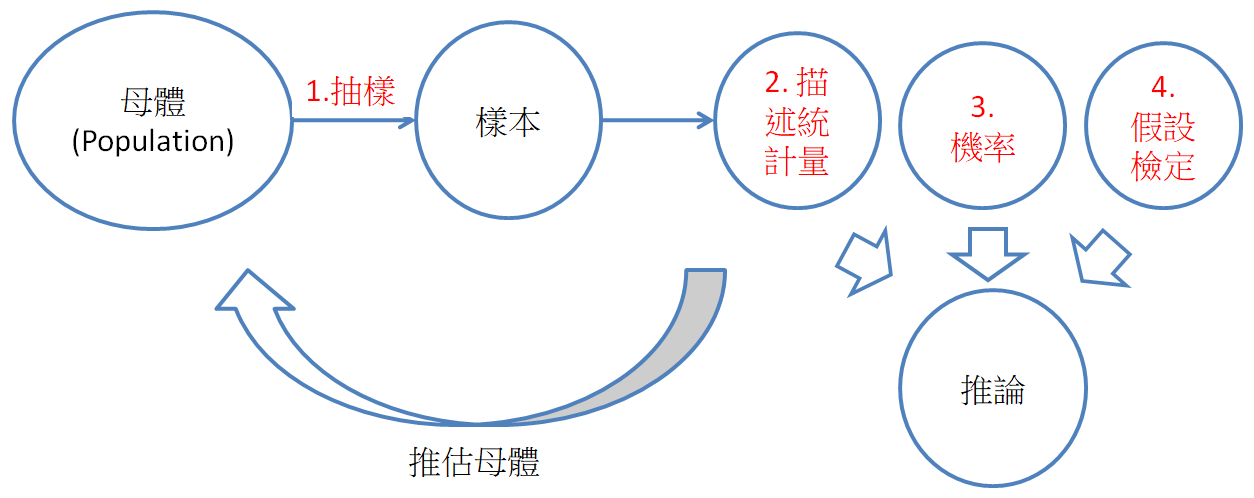 母體
(Population)
1.抽樣
樣本
2. 描
述統
計量
3.
機率
4.
假設
檢定
推論
推估母體